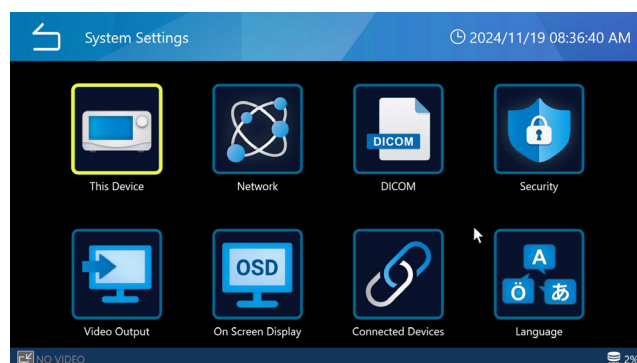 System Settings
2024/11/19 08:36:40 AM
This Device
Network
DICOM
DICOM
Security
Video Output
OSD
On Screen Display
Connected Devices
A
Ö あ
Language
NO VIDEO
2%